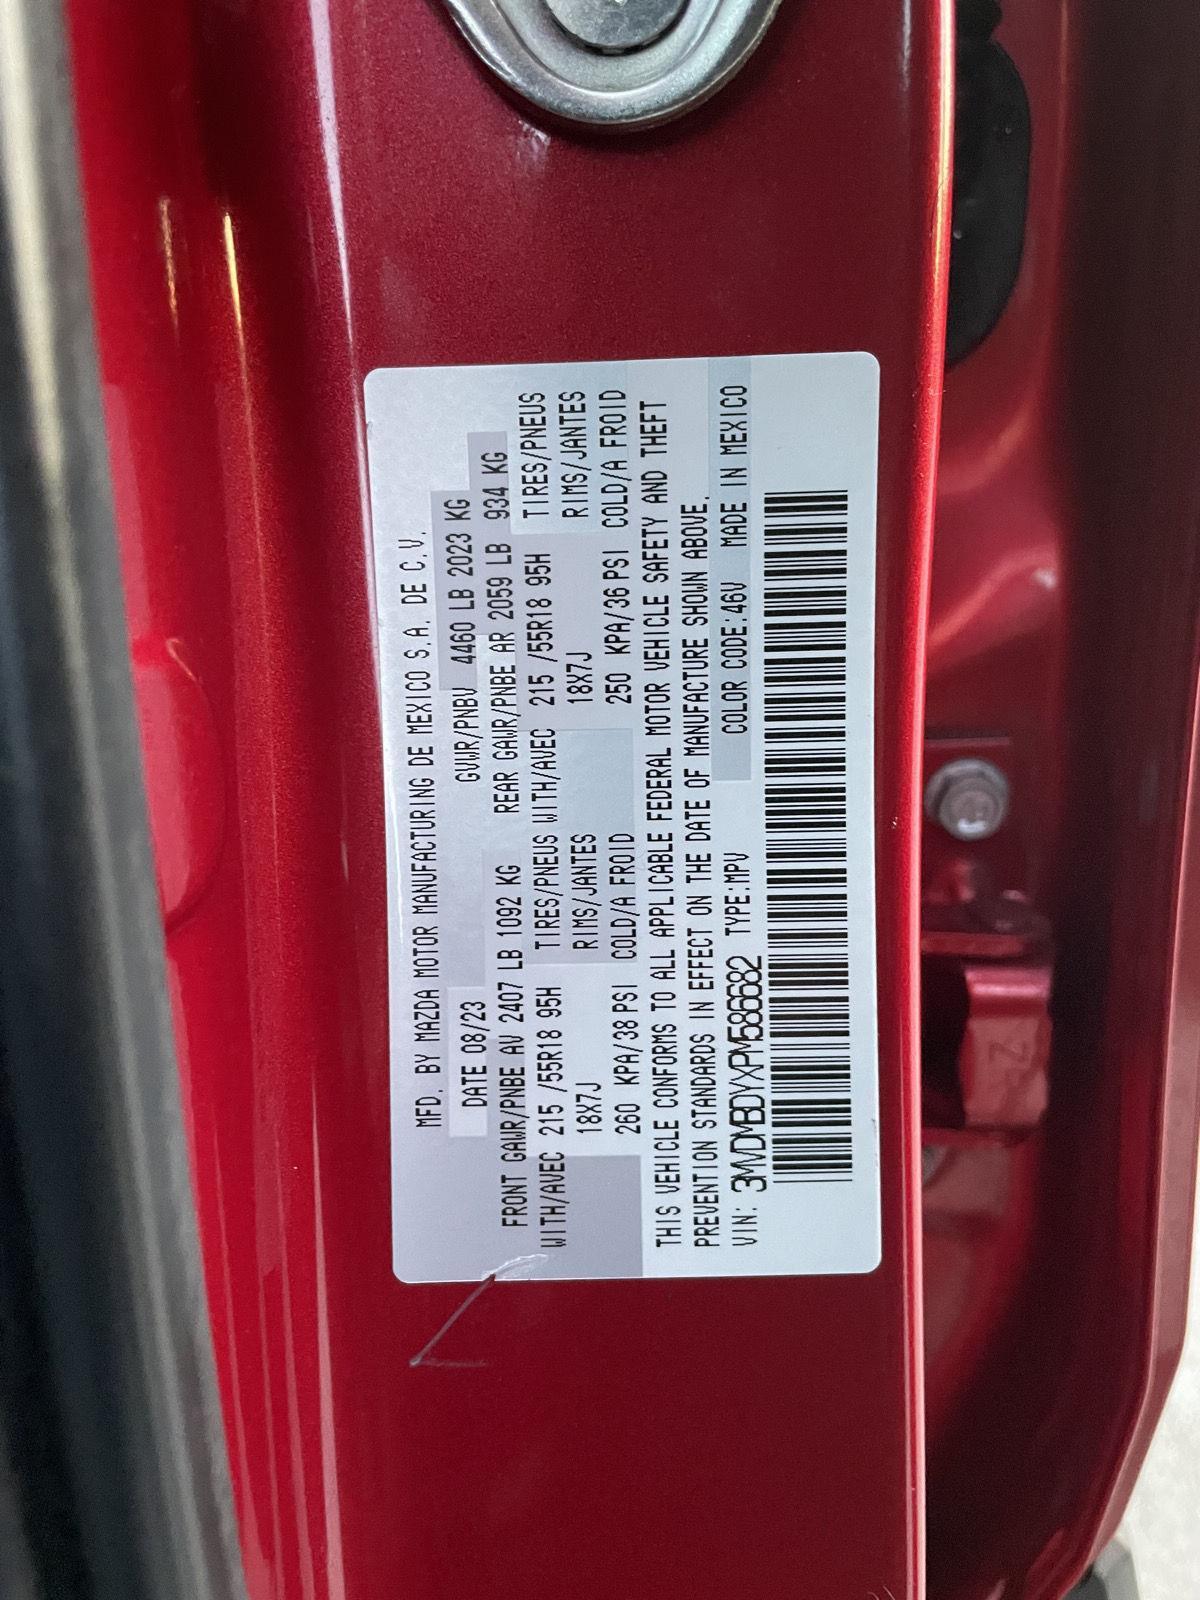 MFD. BY MAZDA MOTOR MANUFACTURING DE MEXICO S.A. DE C.V.
DATE 08/23 GVWR/PNBV 4460 LB 2023 KG
FRONT GAWR/PNBE AV 2407 LB 1092 KG REAR GAWR/PNBE AR 2059 LB 934 KG
WITH/AVEC 215 /55R18 95H TIRES/PNEUS WITH/AVEC 215 /55R18 95H TIRES/PNEUS
18X7J RIMS/JANTES 18X7J RIMS/JANTES
260 KPA/38 PSI COLD/A FROID 250 KPA/36 PSI COLD/A FROID
THIS VEHICLE CONFORMS TO ALL APPLICABLE FEDERAL MOTOR VEHICLE SAFETY AND THEFT
PREVENTION STANDARDS IN EFFECT ON THE DATE OF MANUFACTURE SHOWN ABOVE.
VIN: 3MVDMBDYXPM586682 TYPE:MPV COLOR CODE:46V MADE IN MEXICO